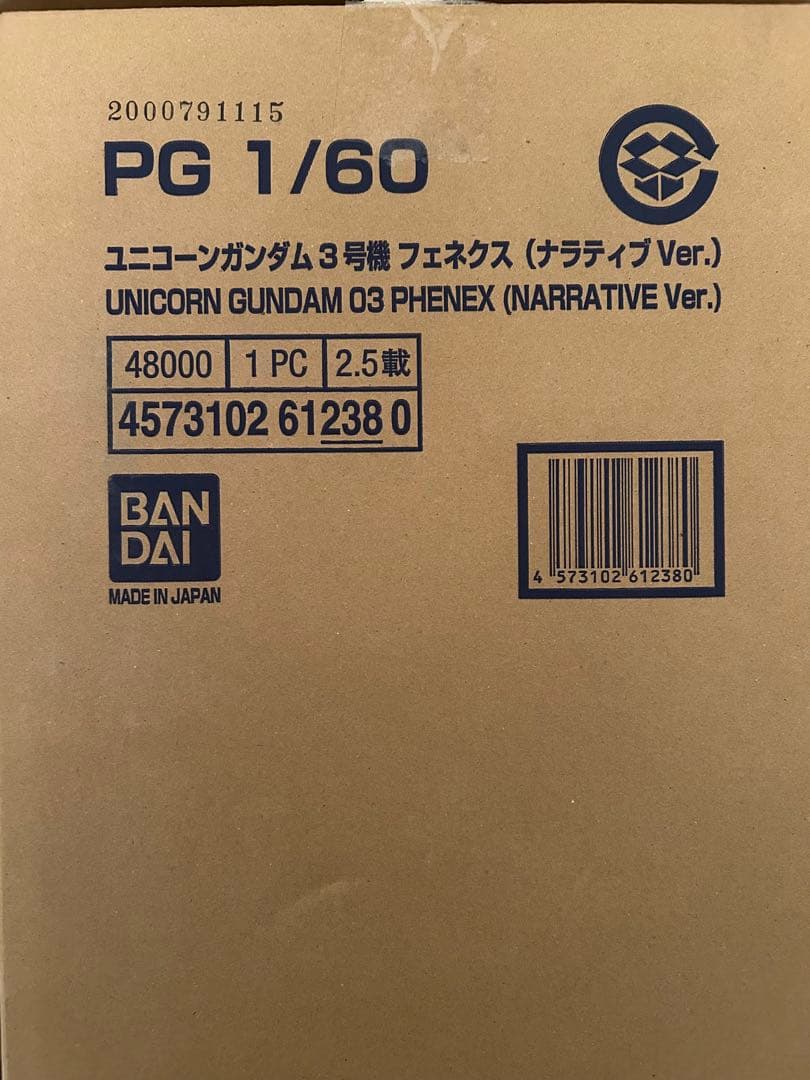 2000791115
PG 1/60
ユニコーンガンダム3号機 フェネクス（ナラティブ Ver.）
UNICORN GUNDAM 03 PHENEX (NARRATIVE Ver.)
48000 1 PC 2.5載
4573102 61238 0
BAN
DAI
MADE IN JAPAN
4 573102 612380